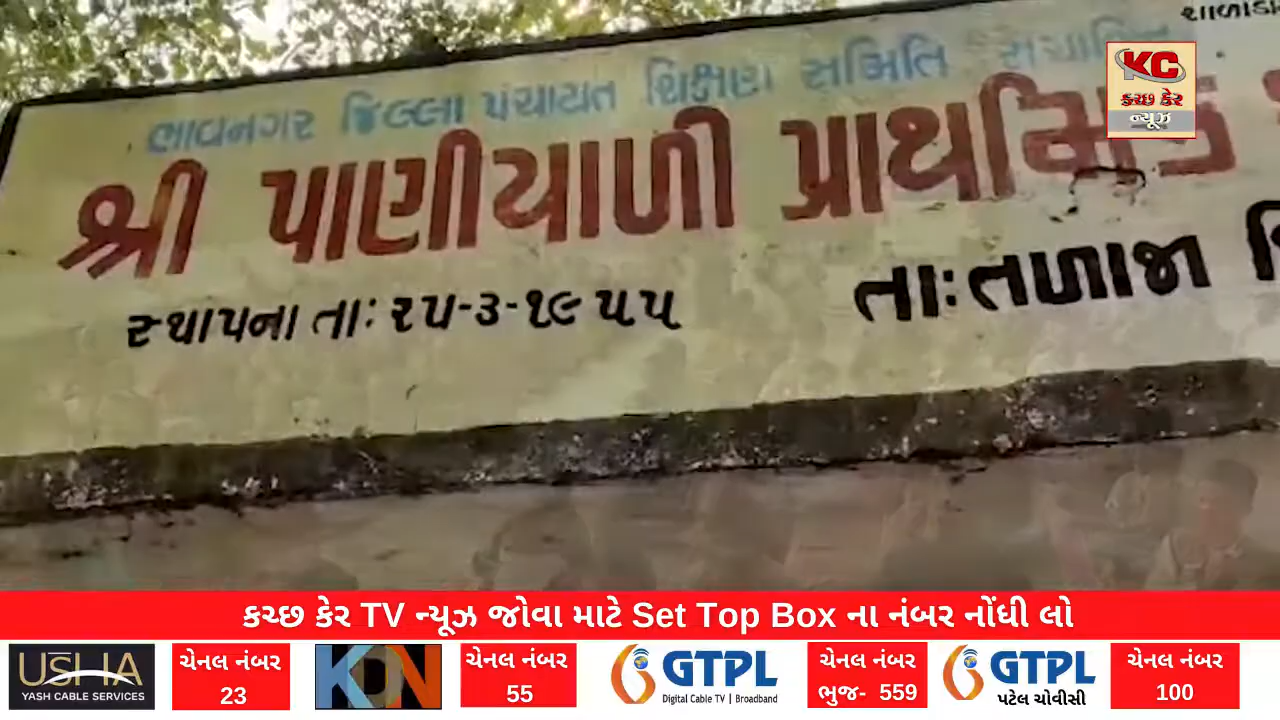 ભાવનગર જિલ્લા પંચાયત શિક્ષણ સમિતિ સંચાલિત
શ્રી પાણીયાળી પ્રાથમિક
સ્થાપના તા: ૨૫-૩-૧૯૫૫
તા:તળાજા
KC
કચ્છ કેર
ન્યૂઝ
કચ્છ કેર TV ન્યૂઝ જોવા માટે Set Top Box ના નંબર નોંધી લો
USHA
YASH CABLE SERVICES
ચેનલ નંબર
23
KDN
ચેનલ નંબર
55
GTPL
Digital Cable TV | Broadband
ચેનલ નંબર
ભુજ- 559
GTPL
પટેલ ચોવીસી
ચેનલ નંબર
100